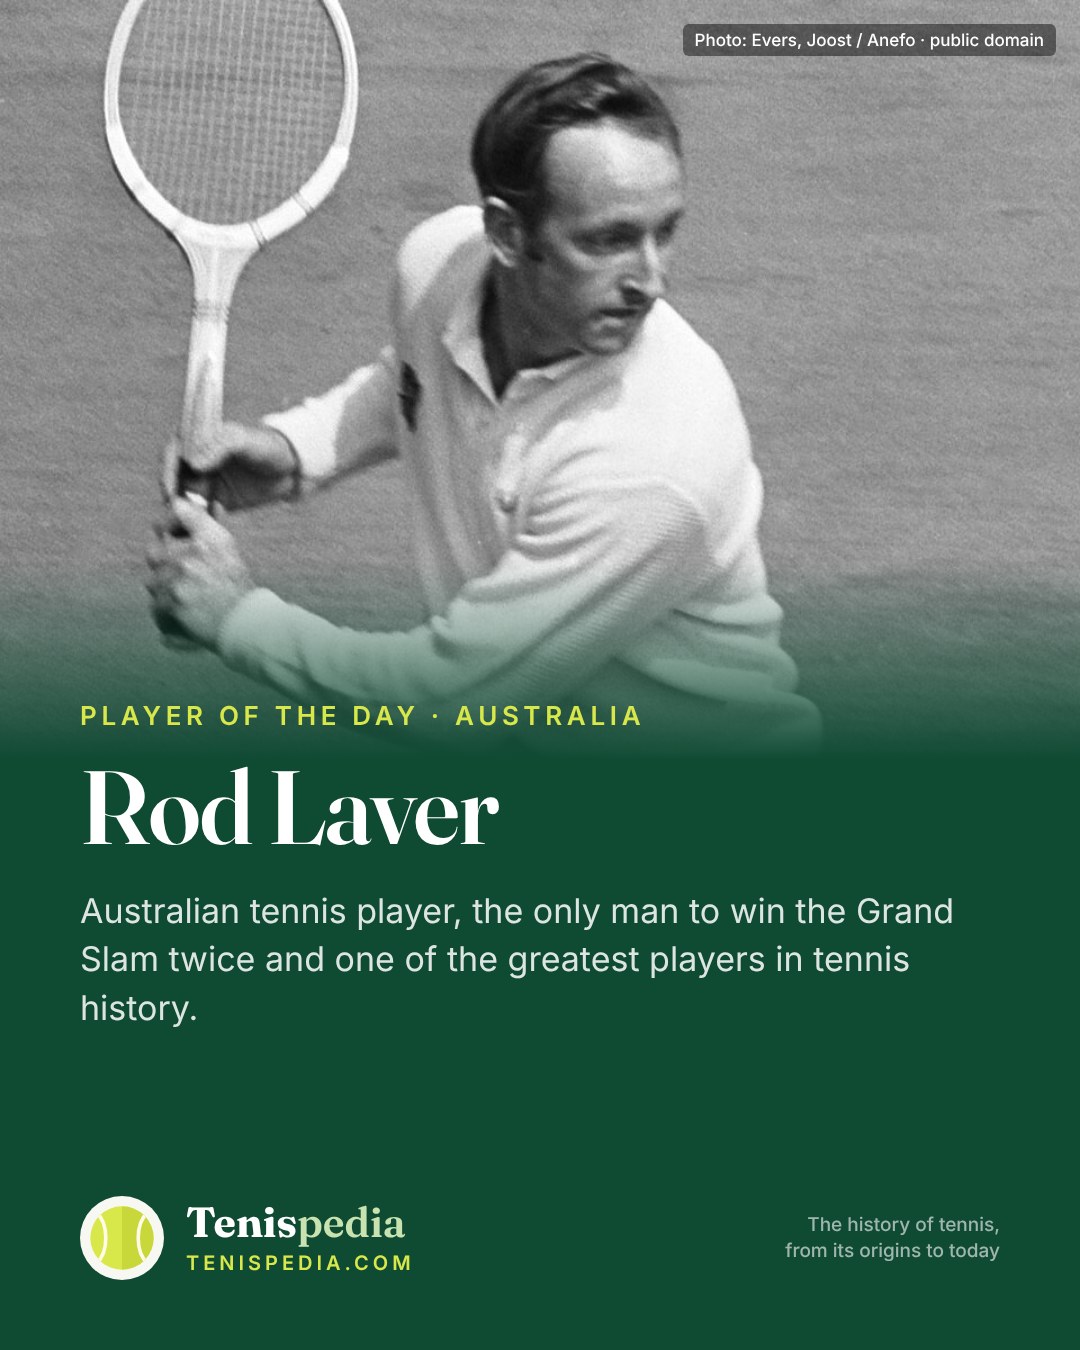 Photo: Evers, Joost / Anefo · public domain
PLAYER OF THE DAY · AUSTRALIA
Rod Laver
Australian tennis player, the only man to win the Grand
Slam twice and one of the greatest players in tennis
history.
Tenispedia
TENISPEDIA.COM
The history of tennis,
from its origins to today